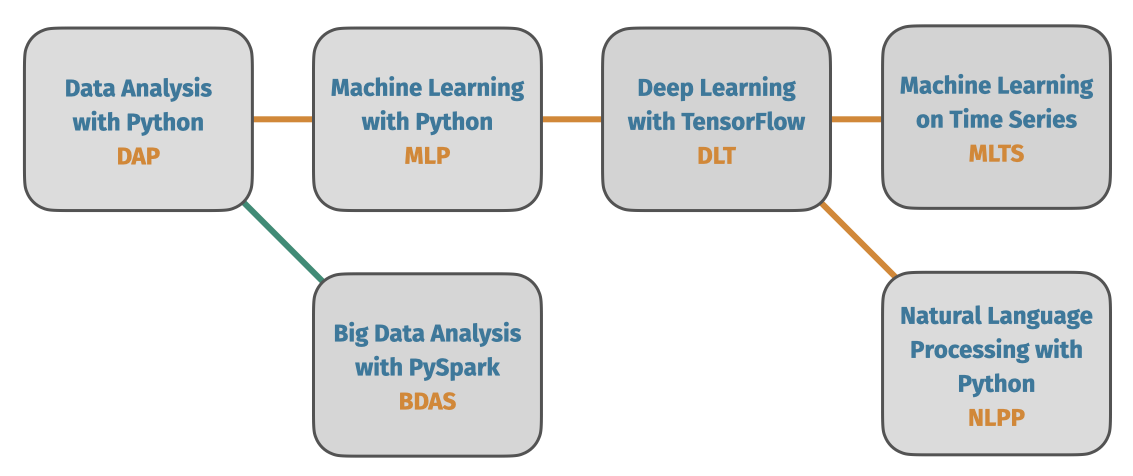 Data Analysis
with Python
DAP
Machine Learning
with Python
MLP
Deep Learning
with TensorFlow
DLT
Machine Learning
on Time Series
MLTS
Big Data Analysis
with PySpark
BDAS
Natural Language
Processing with
Python
NLPP